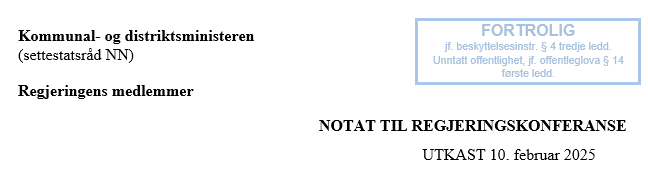 Kommunal- og distriktsministeren
(settestatsråd NN)
Regjeringens medlemmer
FORTROLIG
jf. beskyttelsesinstr. § 4 tredje ledd.
Unntatt offentlighet, jf. offentleglova § 14
første ledd.
NOTAT TIL REGJERINGSKONFERANSE
UTKAST 10. februar 2025